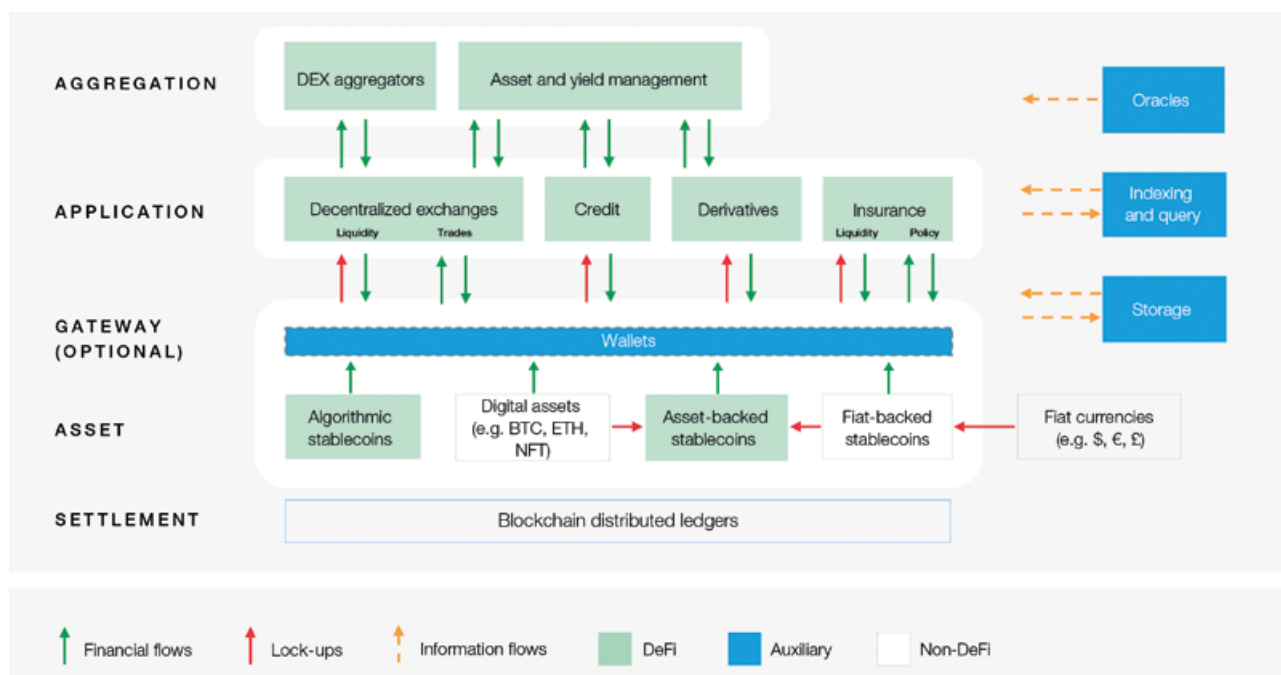 AGGREGATION
DEX aggregators
Asset and yield management
Oracles
APPLICATION
Decentralized exchanges
Liquidity
Trades
Credit
Derivatives
Insurance
Liquidity
Policy
Indexing
and query
GATEWAY
(OPTIONAL)
Wallets
Storage
ASSET
Algorithmic
stablecoins
Digital assets
(e.g. BTC, ETH,
NFT)
Asset-backed
stablecoins
Fiat-backed
stablecoins
Fiat currencies
(e.g. $, €, £)
SETTLEMENT
Blockchain distributed ledgers
Financial flows
Lock-ups
Information flows
DeFi
Auxiliary
Non-DeFi